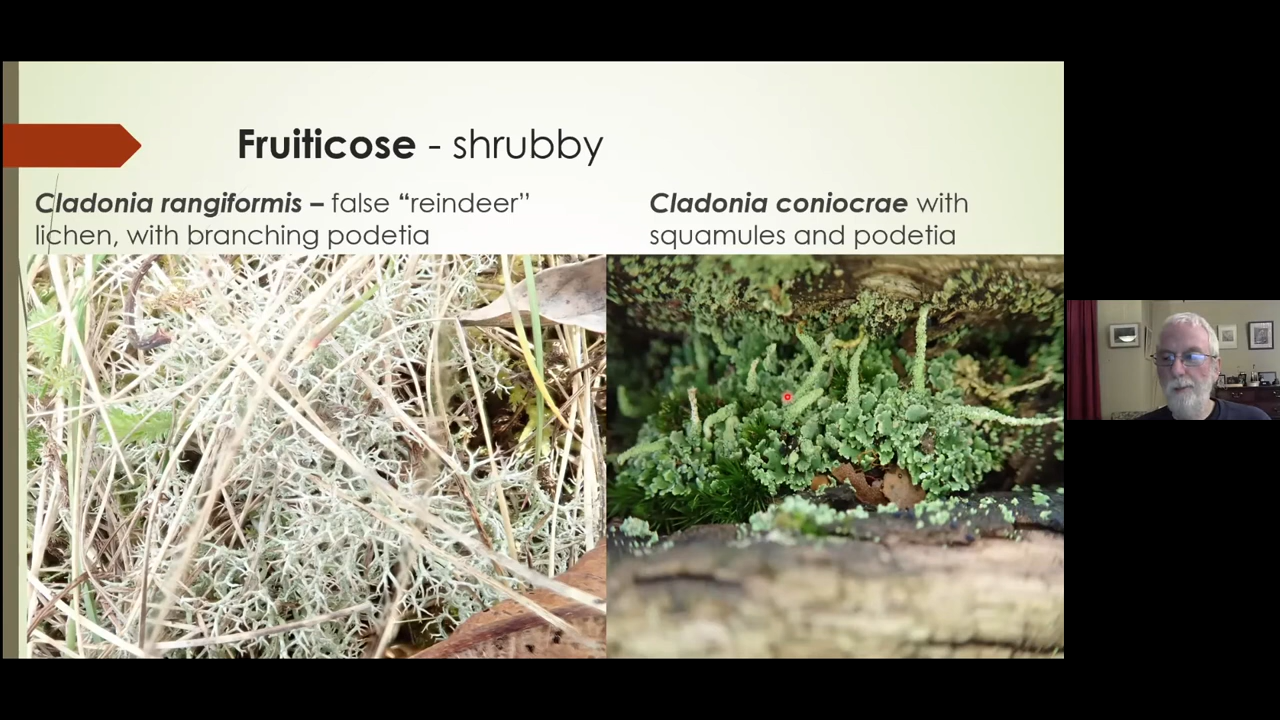 Fruiticose - shrubby
Cladonia rangiformis – false “reindeer”
lichen, with branching podetia
Cladonia coniocrae with
squamules and podetia